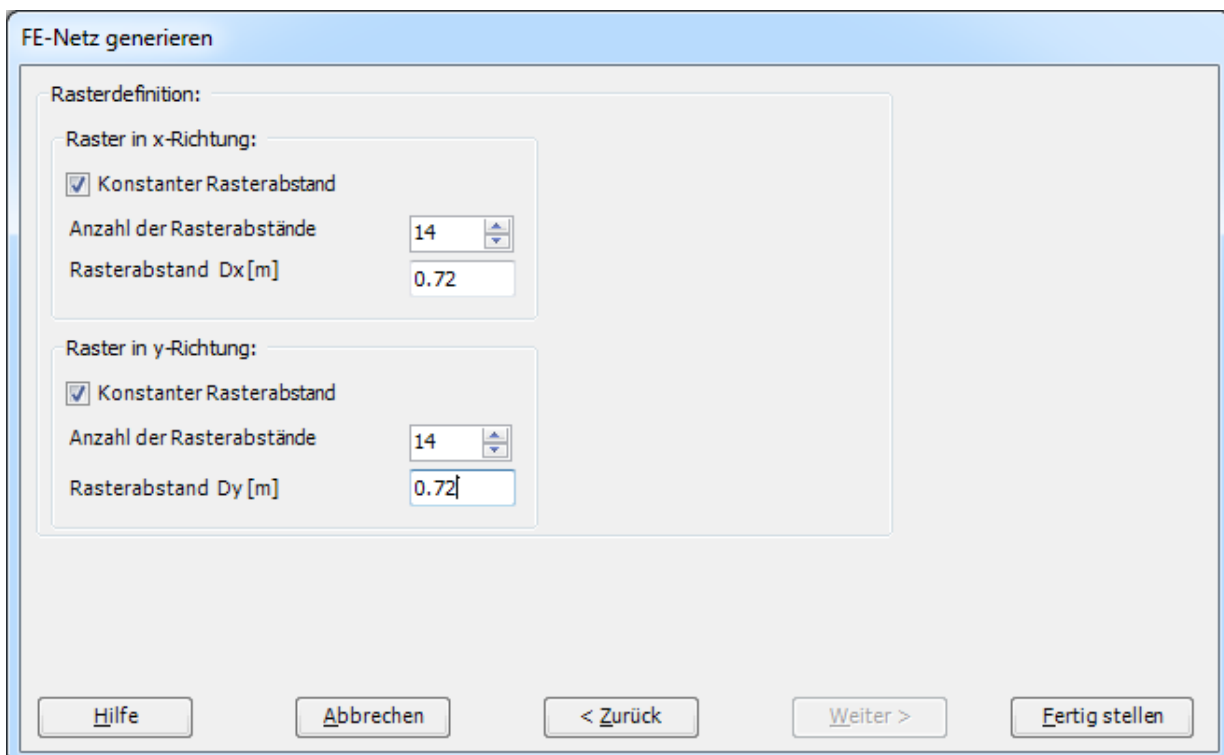 FE-Netz generieren
Rasterdefinition:
Raster in x-Richtung:
Konstanter Rasterabstand
Anzahl der Rasterabstände 14
Rasterabstand Dx [m] 0.72
Raster in y-Richtung:
Konstanter Rasterabstand
Anzahl der Rasterabstände 14
Rasterabstand Dy [m] 0.72
Hilfe Abbrechen < Zurück Weiter > Fertig stellen